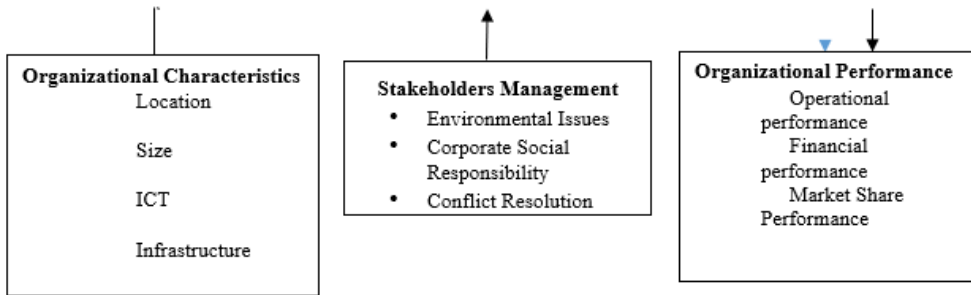 Organizational Characteristics
Location
Size
ICT
Infrastructure
Stakeholders Management
• Environmental Issues
• Corporate Social
Responsibility
• Conflict Resolution
Organizational Performance
Operational
performance
Financial
performance
Market Share
Performance